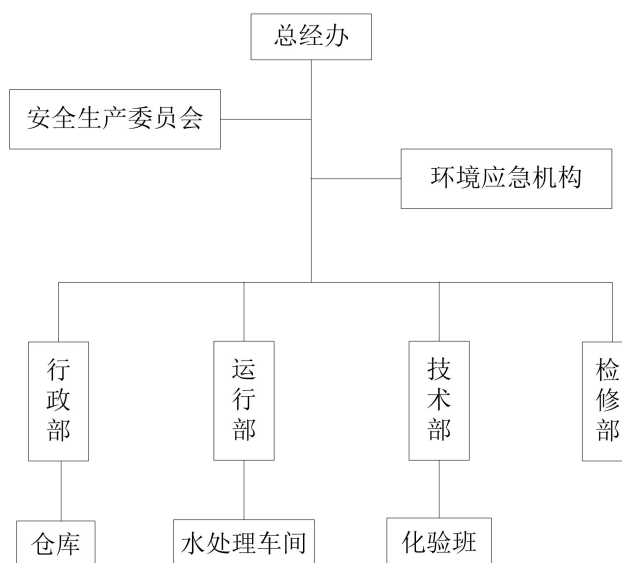 总经办
安全生产委员会
环境应急机构
行政部
运行部
技术部
检修部
仓库
水处理车间
化验班